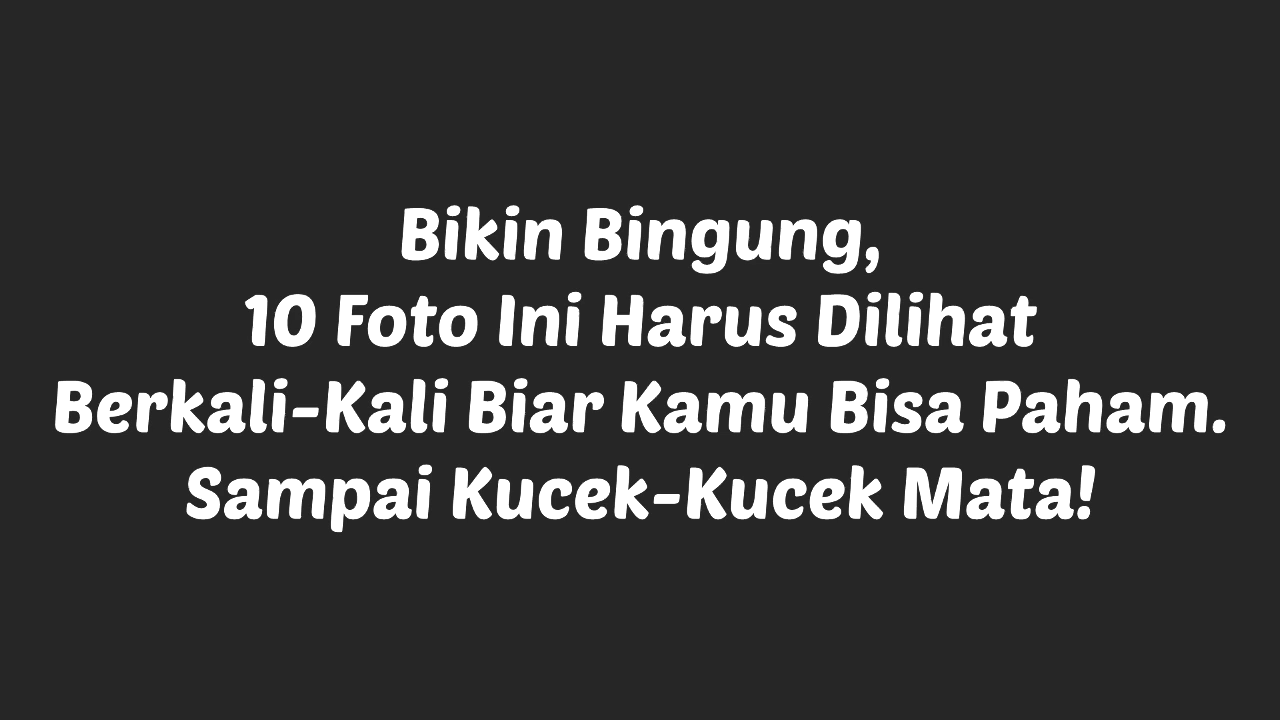 Bikin Bingung,
10 Foto Ini Harus Dilihat
Berkali-Kali Biar Kamu Bisa Paham.
Sampai Kucek-Kucek Mata!